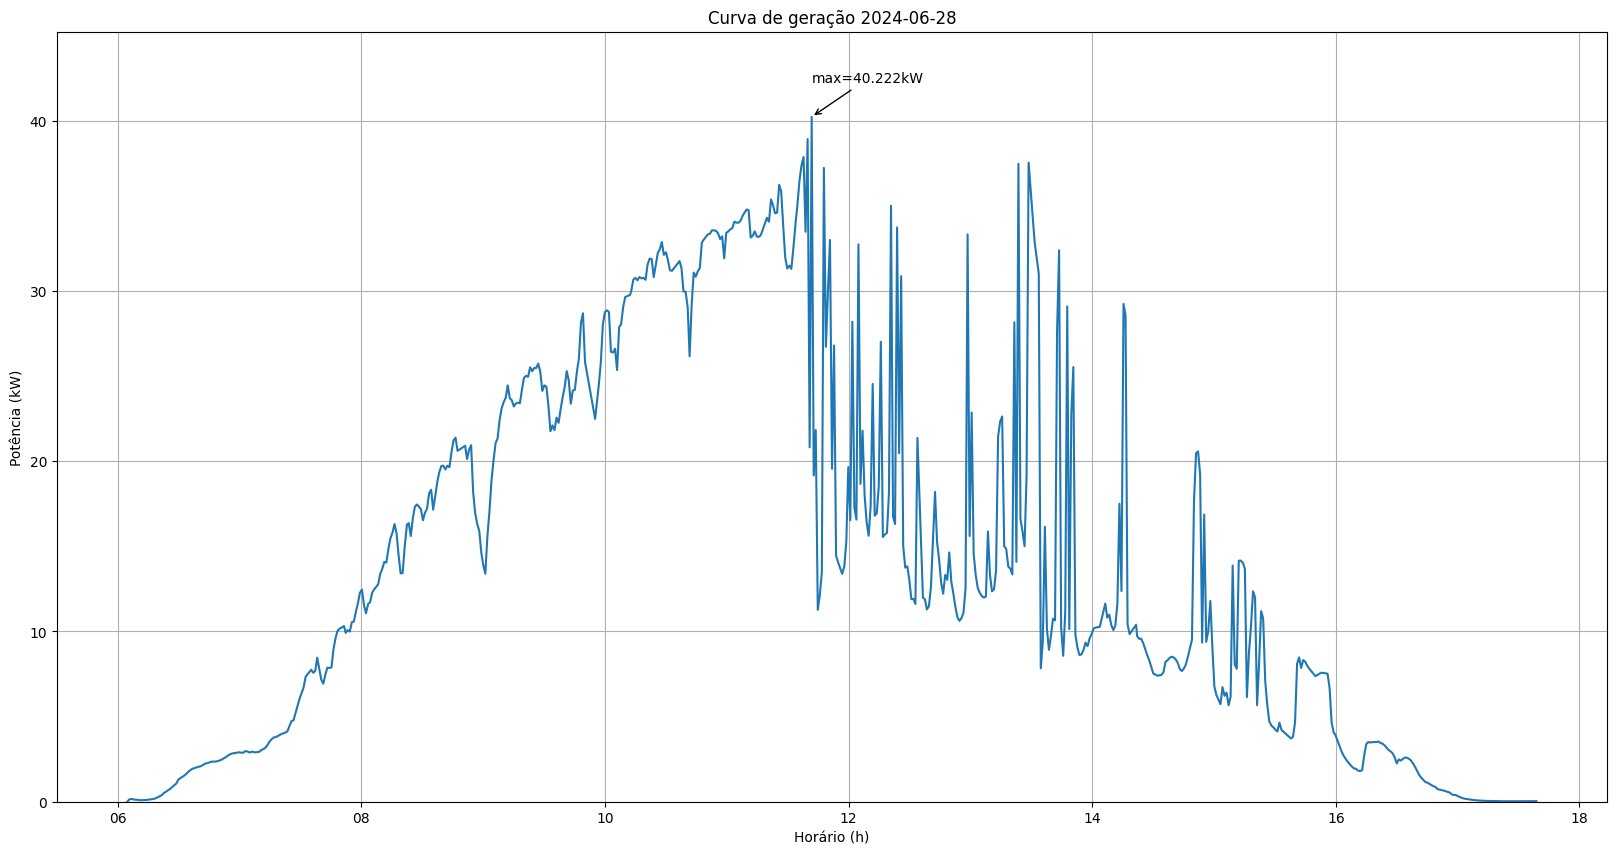 Curva de geração 2024-06-28
max=40.222kW
Potência (kW)
40
30
20
10
0
06 08 10 12 14 16 18
Horário (h)